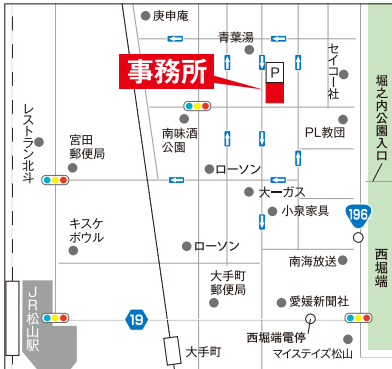 庚申庵
青葉湯
事務所
P
セイコー社
堀之内公園入口
レストラン北斗
宮田
郵便局
南味酒
公園
PL教団
ローソン
大一ガス
小泉家具
196
キスケ
ボウル
ローソン
南海放送
西堀端
大手町
郵便局
愛媛新聞社
JR松山駅
19
西堀端電停
大手町
マイステイズ松山